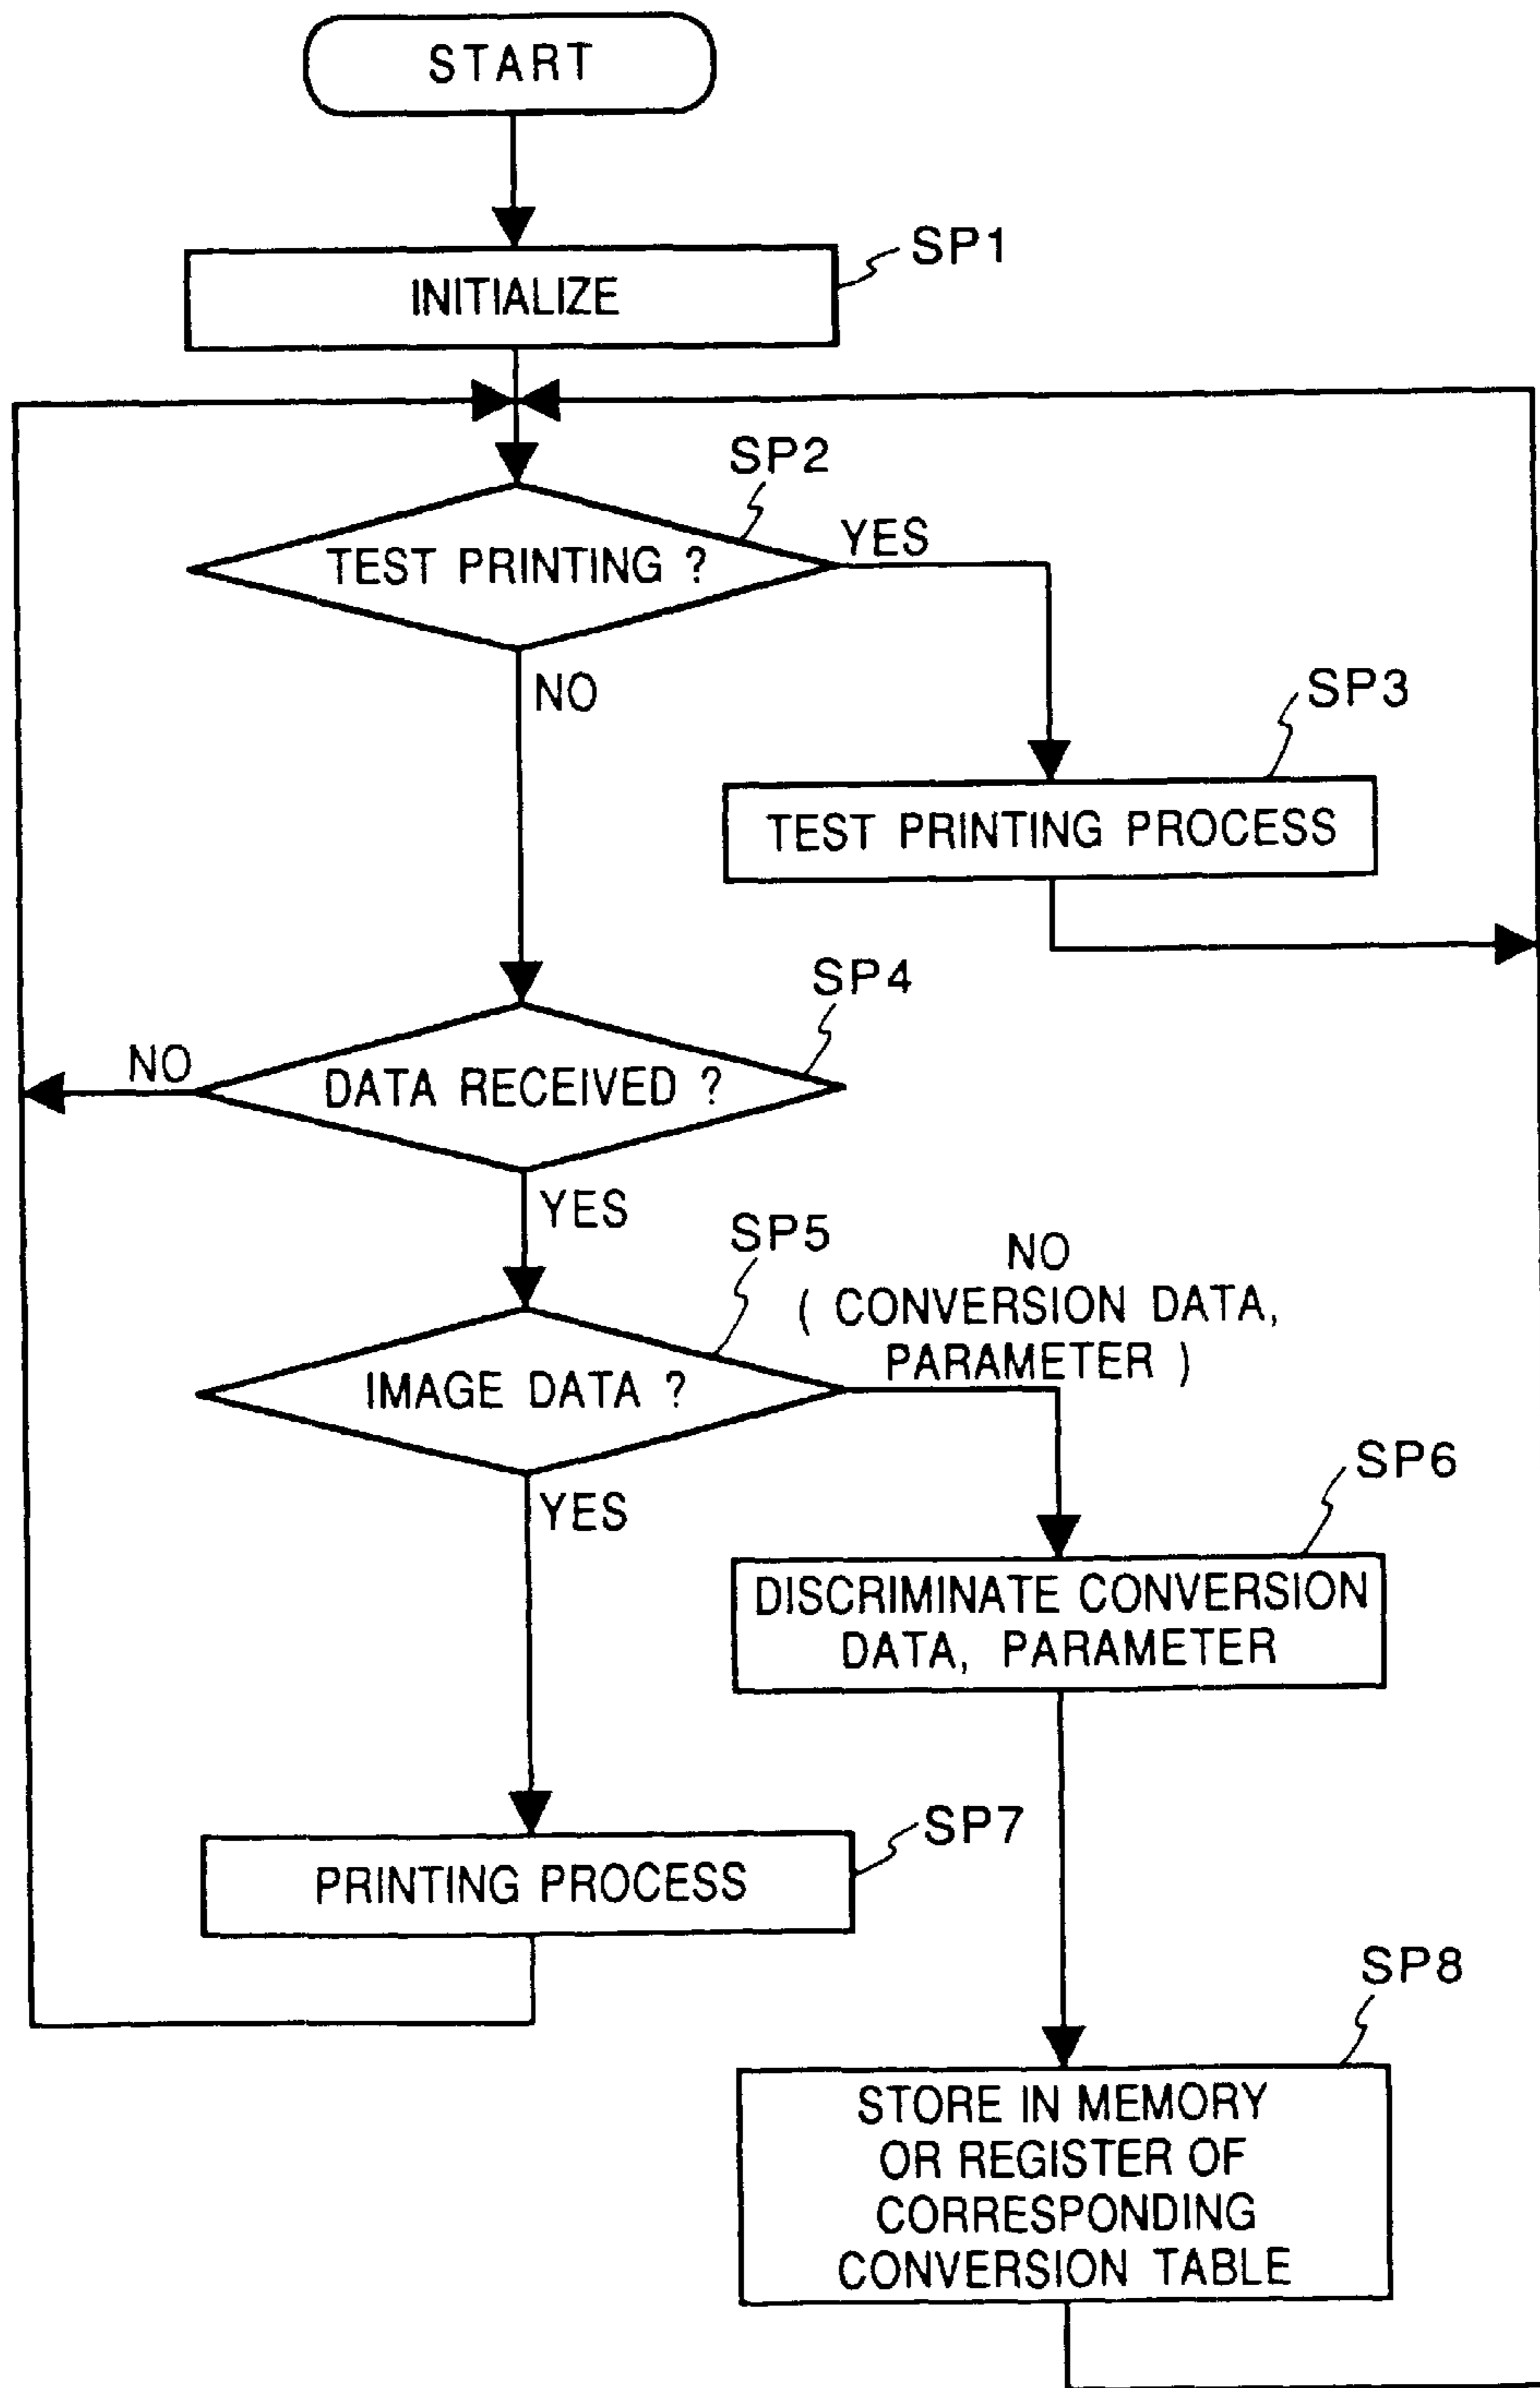 START
SP1
INITIALIZE
SP2
TEST PRINTING ?
YES
NO
SP3
TEST PRINTING PROCESS
SP4
NO
DATA RECEIVED ?
YES
SP5
NO
( CONVERSION DATA,
PARAMETER )
IMAGE DATA ?
YES
SP6
DISCRIMINATE CONVERSION
DATA, PARAMETER
SP7
PRINTING PROCESS
SP8
STORE IN MEMORY
OR REGISTER OF
CORRESPONDING
CONVERSION TABLE